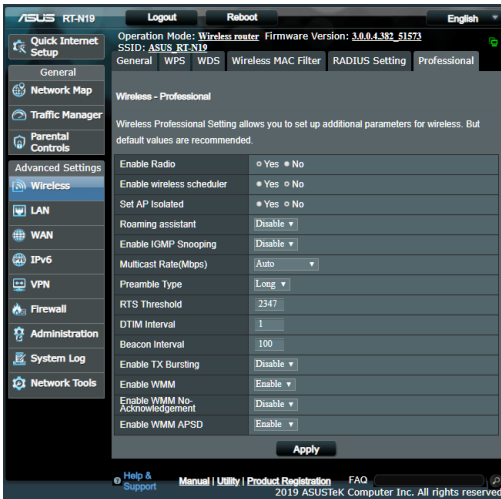 ASUS RT-N19
Logout
Reboot
English
Quick Internet
Setup
General
Network Map
Traffic Manager
Parental
Controls
Advanced Settings
Wireless
LAN
WAN
IPv6
VPN
Firewall
Administration
System Log
Network Tools
Operation Mode: Wireless router Firmware Version: 3.0.0.4.382_51573
SSID: ASUS_RT-N19
General WPS WDS Wireless MAC Filter RADIUS Setting Professional
Wireless - Professional
Wireless Professional Setting allows you to set up additional parameters for wireless. But
default values are recommended.
Enable Radio Yes No
Enable wireless scheduler Yes No
Set AP Isolated Yes No
Roaming assistant Disable
Enable IGMP Snooping Disable
Multicast Rate(Mbps) Auto
Preamble Type Long
RTS Threshold 2347
DTIM Interval 1
Beacon Interval 100
Enable TX Bursting Disable
Enable WMM Enable
Enable WMM No-
Acknowledgement Disable
Enable WMM APSD Enable
Apply
Help &
Support
Manual | Utility | Product Registration FAQ
2019 ASUSTeK Computer Inc. All rights reserved